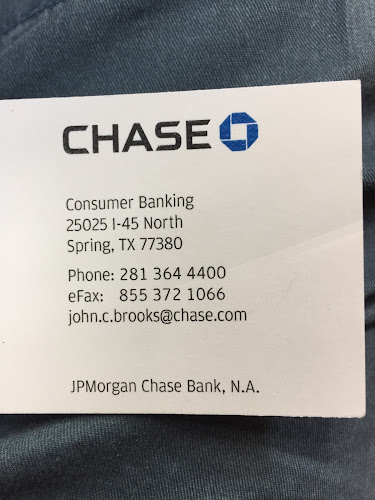 CHASE
Consumer Banking
25025 I-45 North
Spring, TX 77380
Phone: 281 364 4400
eFax: 855 372 1066
john.c.brooks@chase.com
JPMorgan Chase Bank, N.A.